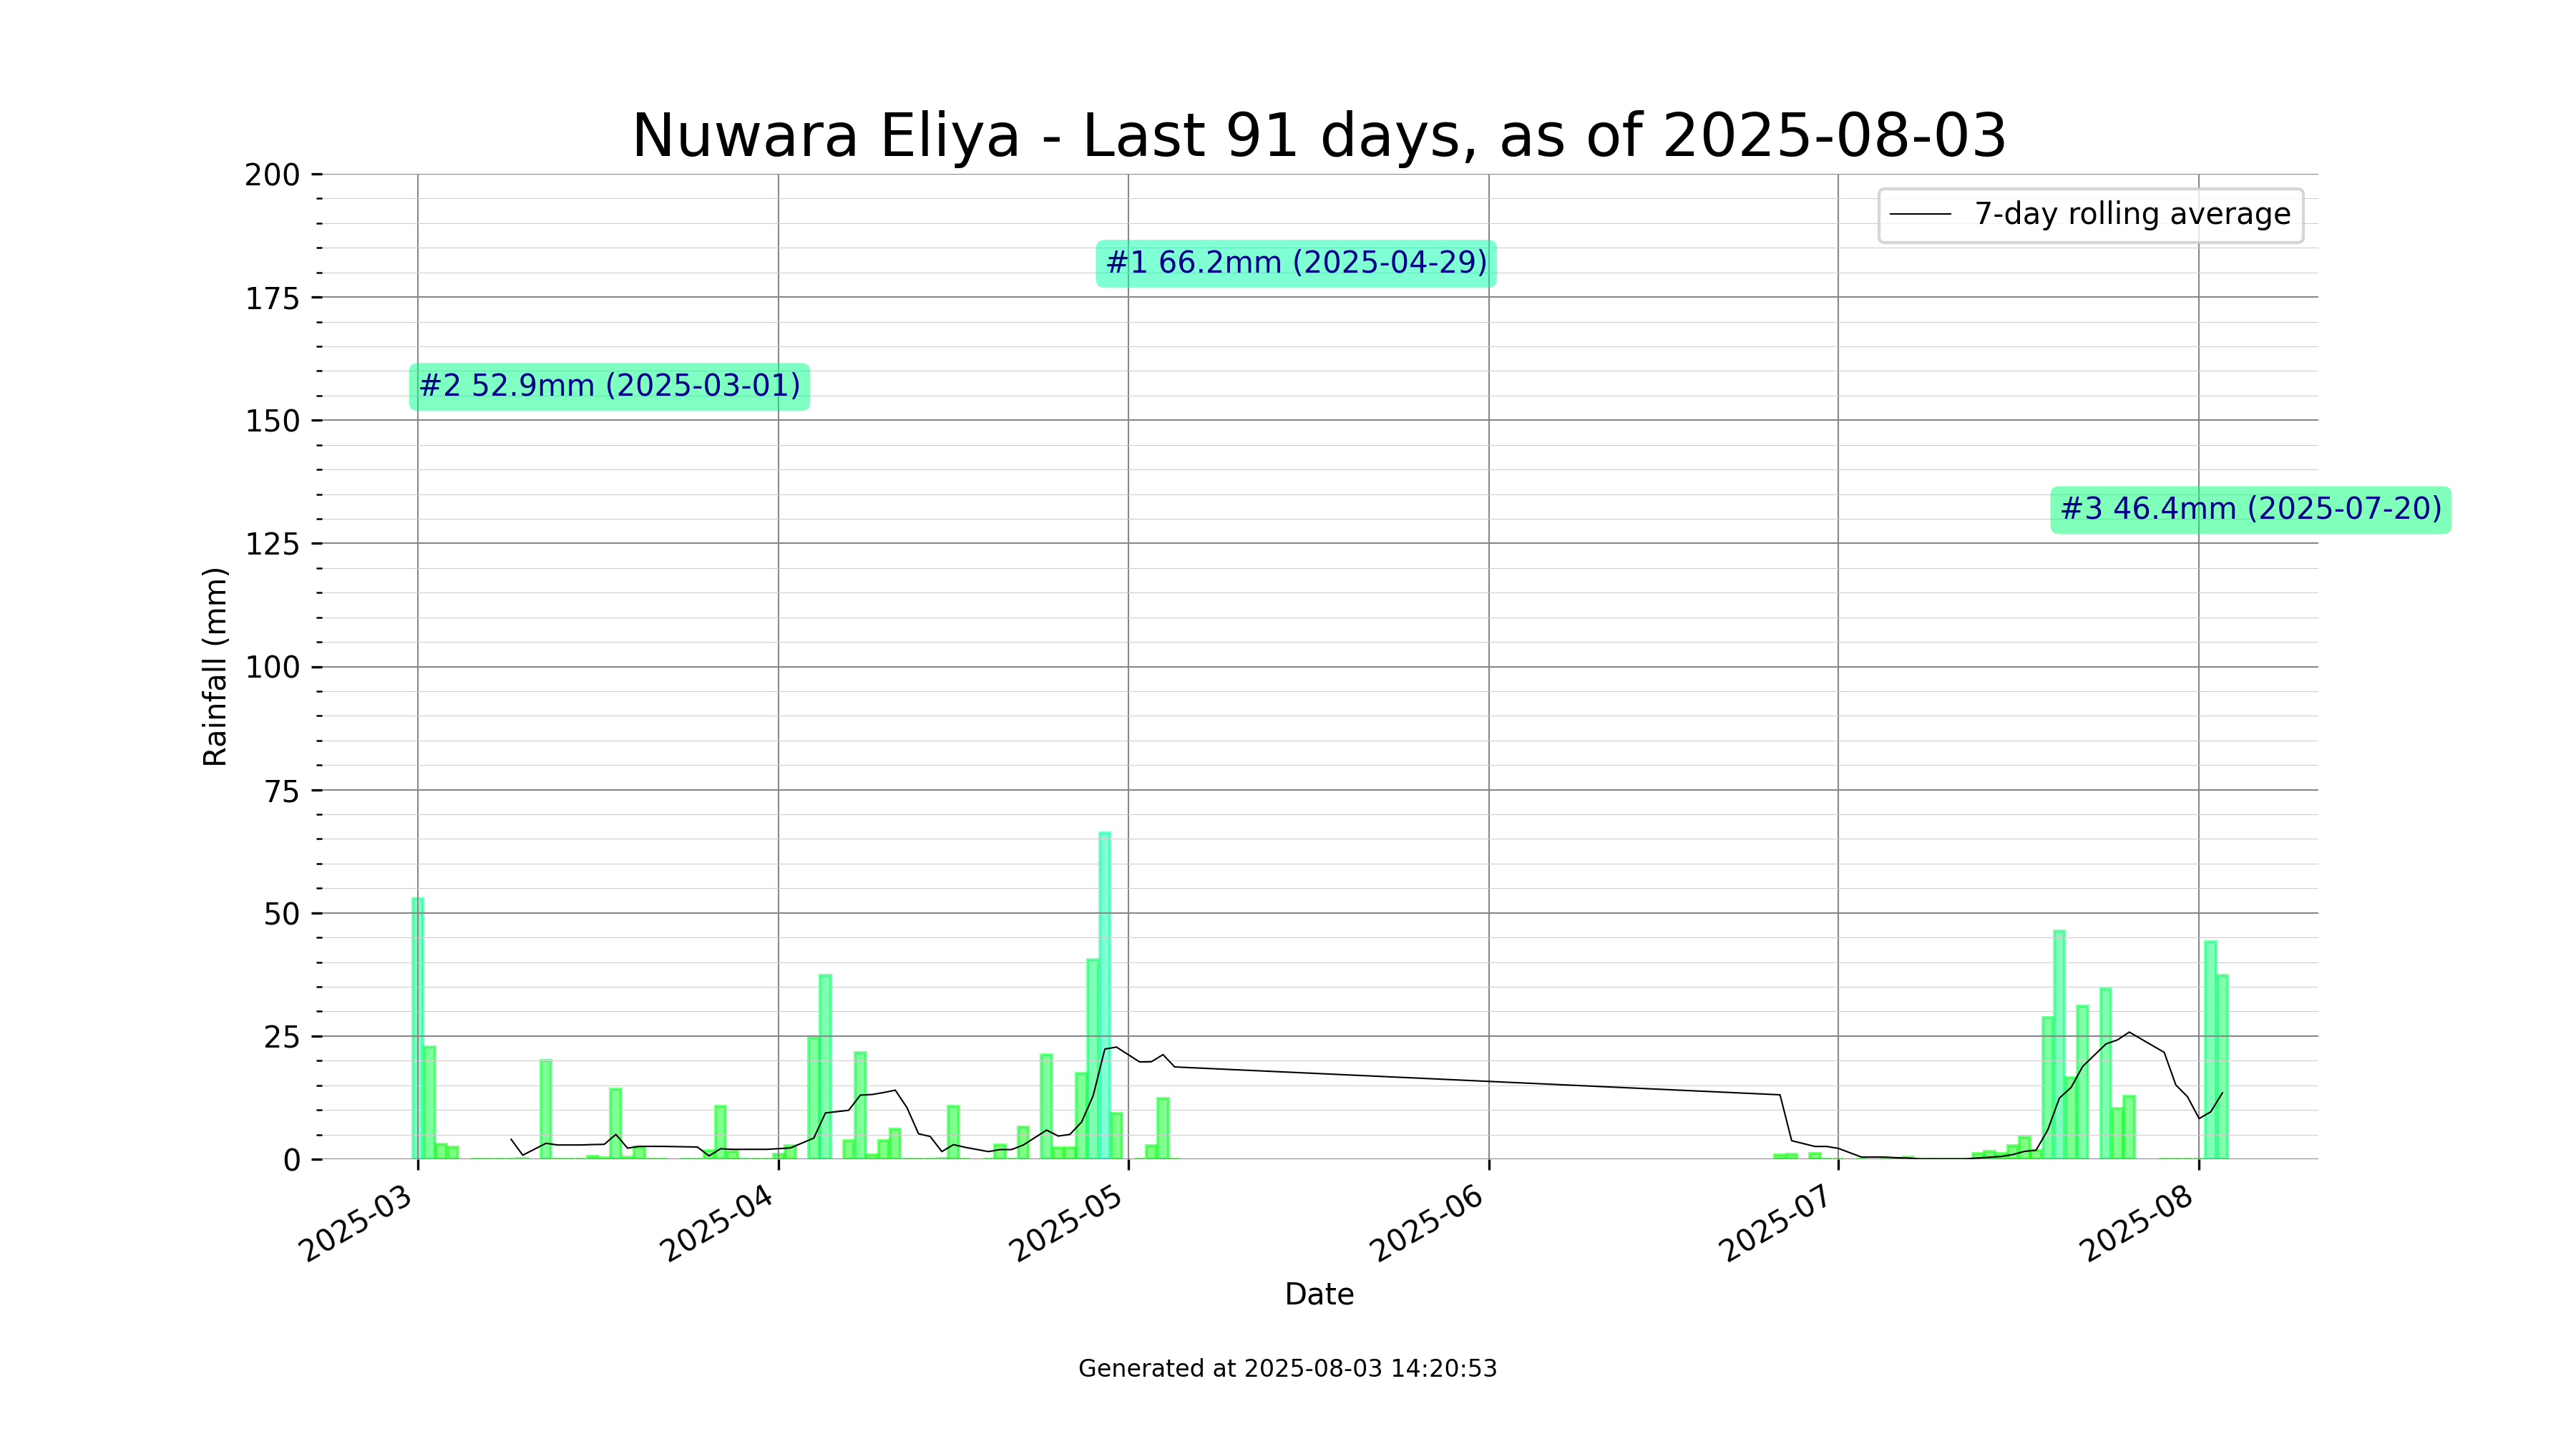 Nuwara Eliya - Last 91 days, as of 2025-08-03
7-day rolling average
#1 66.2mm (2025-04-29)
#2 52.9mm (2025-03-01)
#3 46.4mm (2025-07-20)
200
175
150
125
100
75
50
25
0
Rainfall (mm)
2025-03
2025-04
2025-05
2025-06
2025-07
2025-08
Date
Generated at 2025-08-03 14:20:53